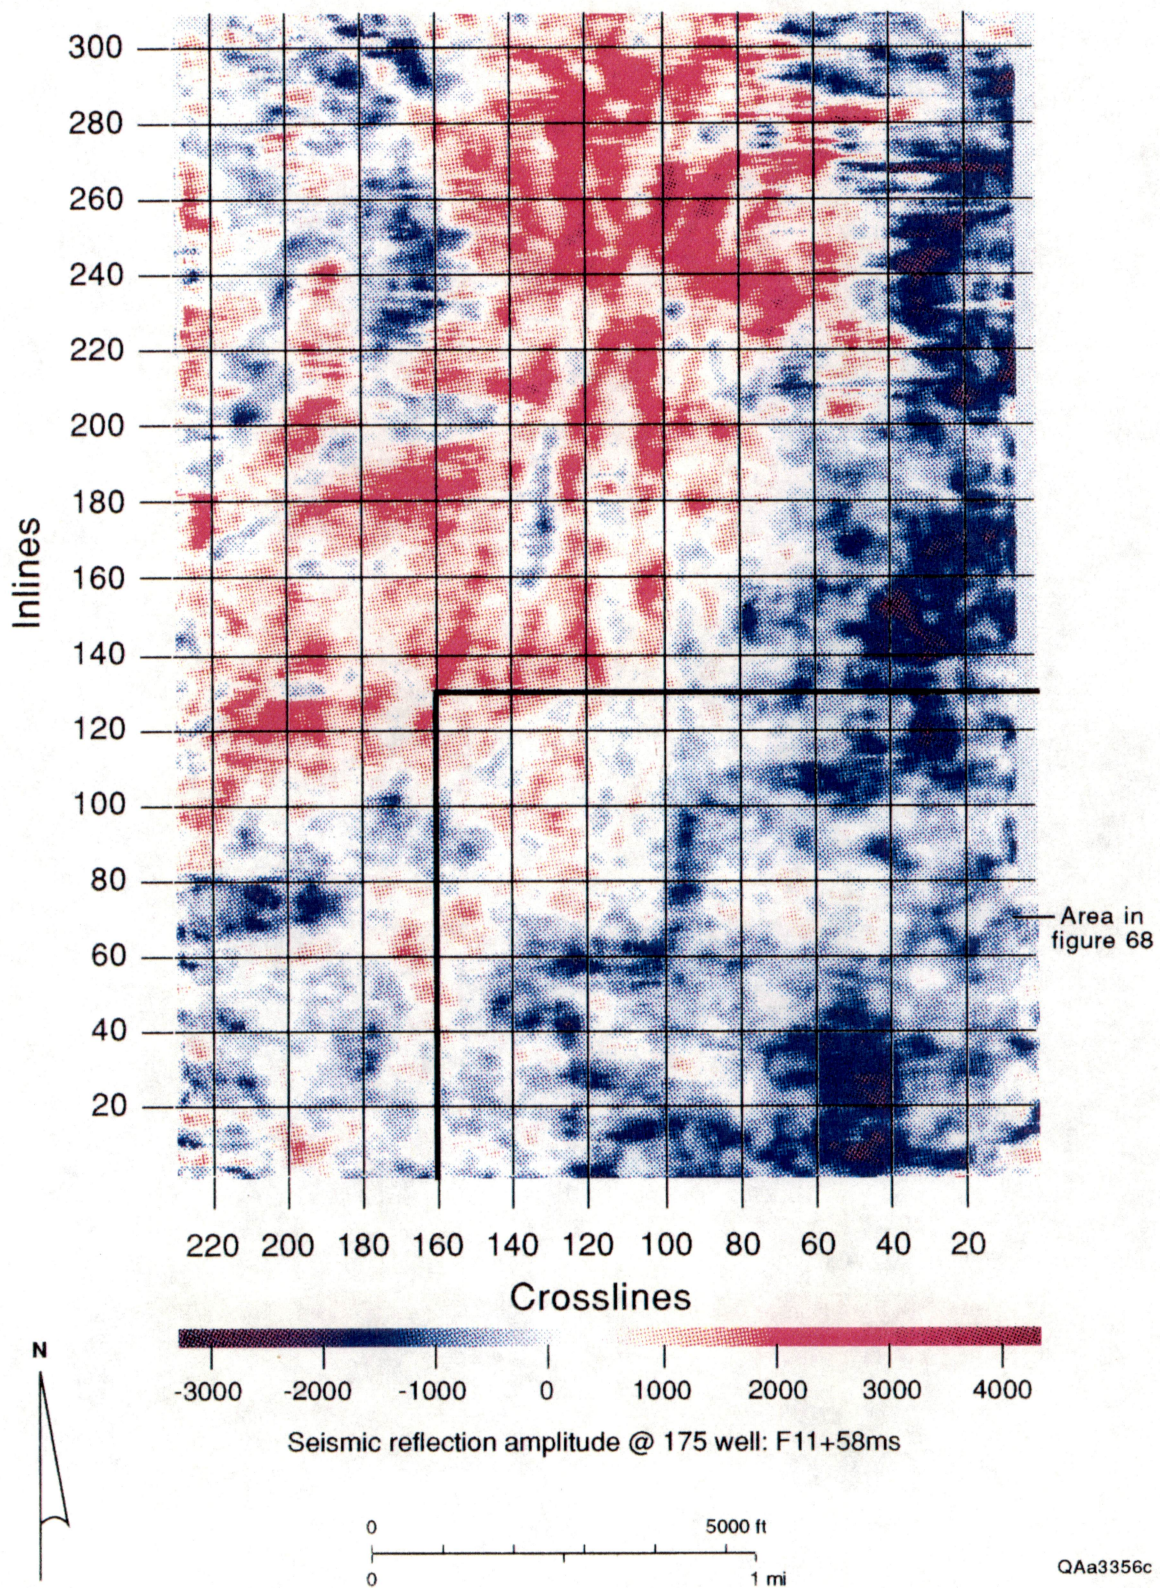 300
280
260
240
220
200
180
160
140
120
100
80
60
40
20
Inlines
Area in
figure 68
220 200 180 160 140 120 100 80 60 40 20
Crosslines
-3000 -2000 -1000 0 1000 2000 3000 4000
Seismic reflection amplitude @ 175 well: F11+58ms
N
0 5000 ft
0 1 mi
QAa3356c